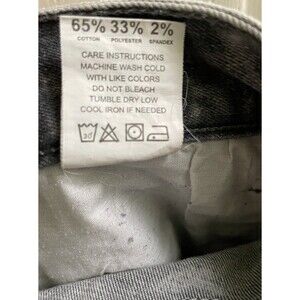 65% 33% 2%
COTTON POLYESTER SPANDEX
CARE INSTRUCTIONS
MACHINE WASH COLD
WITH LIKE COLORS
DO NOT BLEACH
TUMBLE DRY LOW
COOL IRON IF NEEDED
30